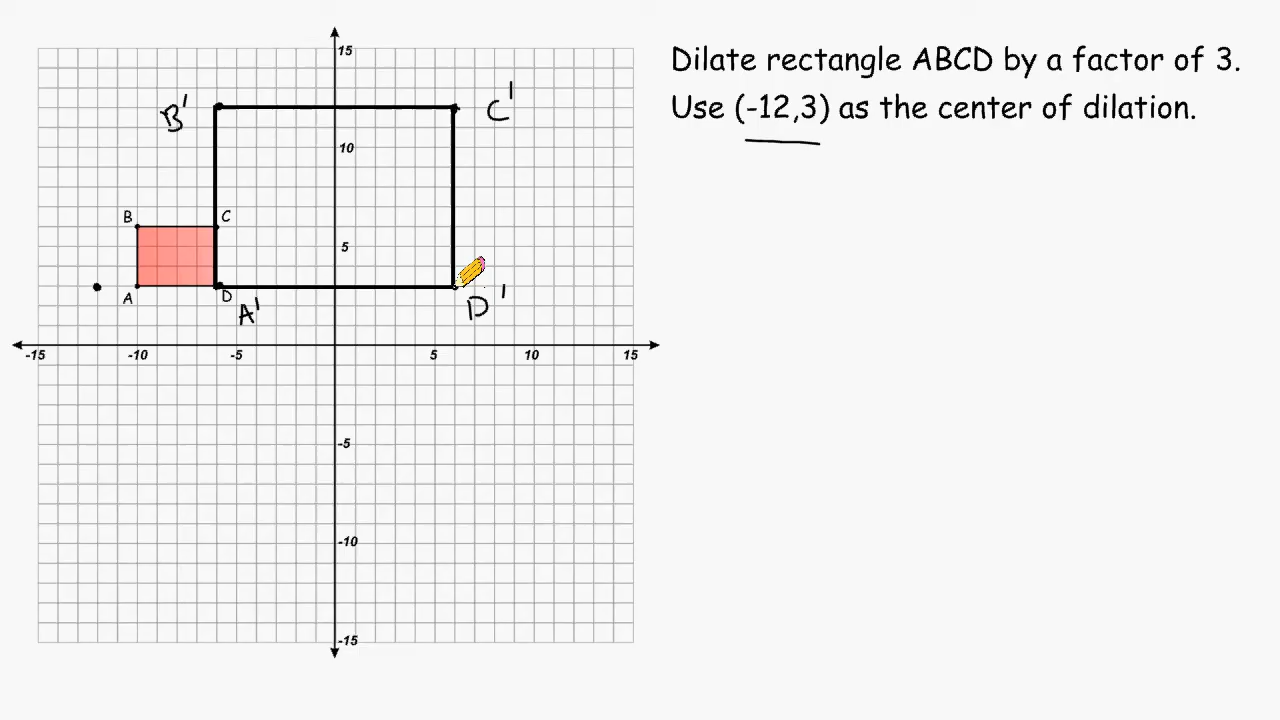 Dilate rectangle ABCD by a factor of 3.
Use (-12,3) as the center of dilation.
15
B'
C'
10
B
C
5
A
D
A'
D'
-15
-10
-5
5
10
15
-5
-10
-15